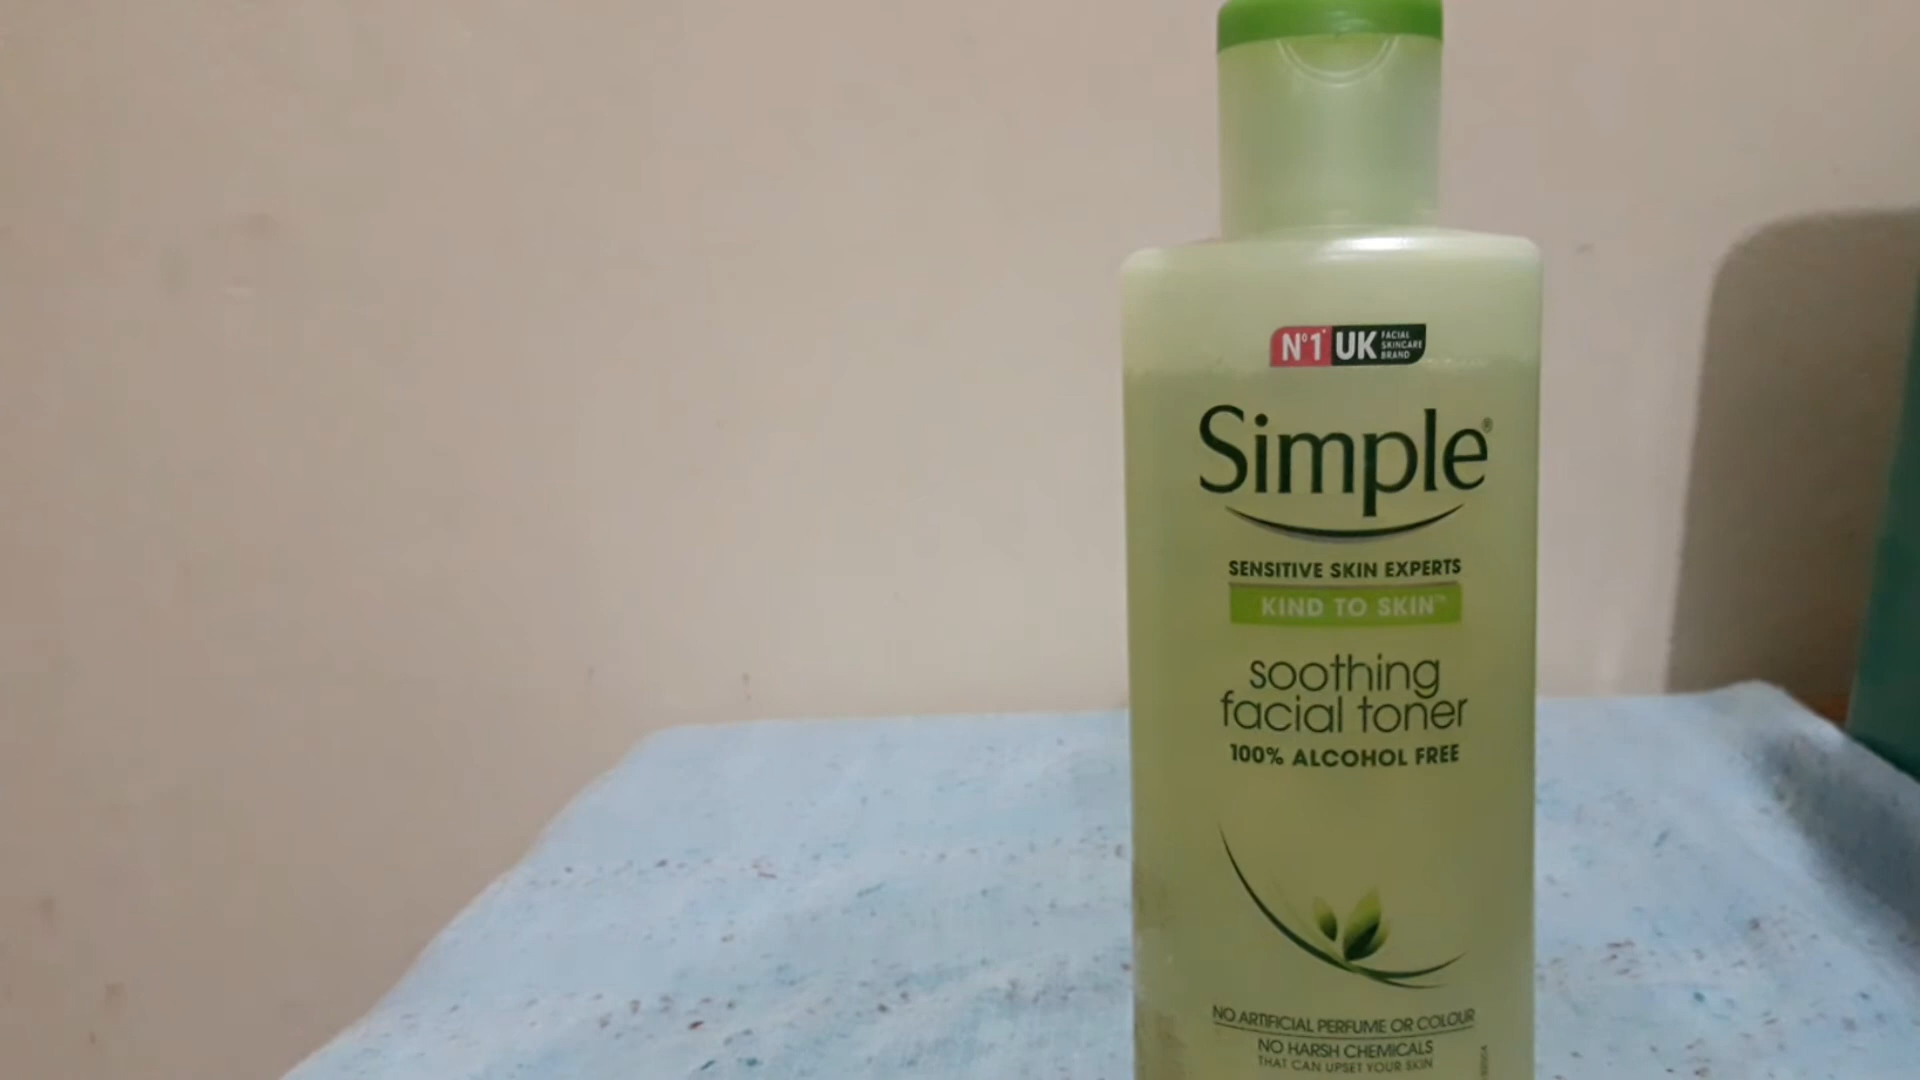 Nº1* UK FACIAL
SKINCARE
BRAND
Simple®
SENSITIVE SKIN EXPERTS
KIND TO SKIN™
soothing
facial toner
100% ALCOHOL FREE
NO ARTIFICIAL PERFUME OR COLOUR
NO HARSH CHEMICALS
THAT CAN UPSET YOUR SKIN